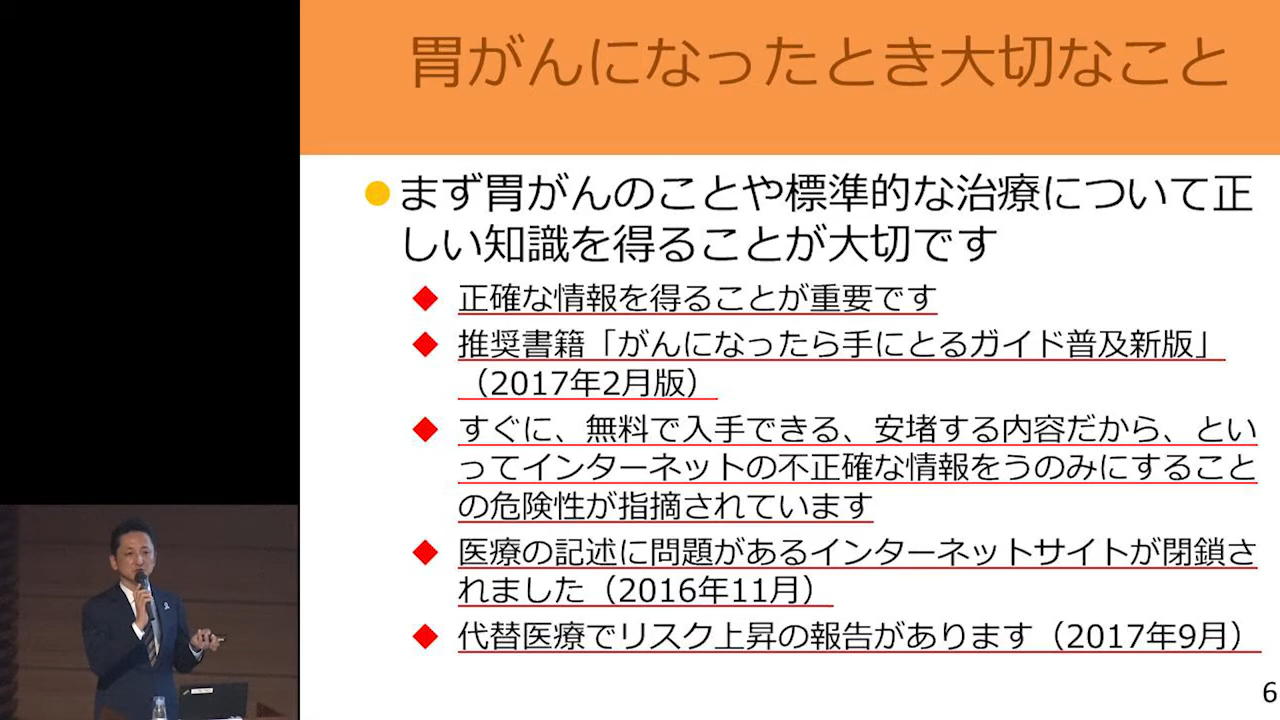 胃がんになったとき大切なこと
まず胃がんのことや標準的な治療について正
しい知識を得ることが大切です
正確な情報を得ることが重要です
推奨書籍「がんになったら手にとるガイド普及新版」
（2017年2月版）
すぐに、無料で入手できる、安堵する内容だから、とい
ってインターネットの不正確な情報をうのみにすること
の危険性が指摘されています
医療の記述に問題があるインターネットサイトが閉鎖さ
れました（2016年11月）
代替医療でリスク上昇の報告があります（2017年9月）
6